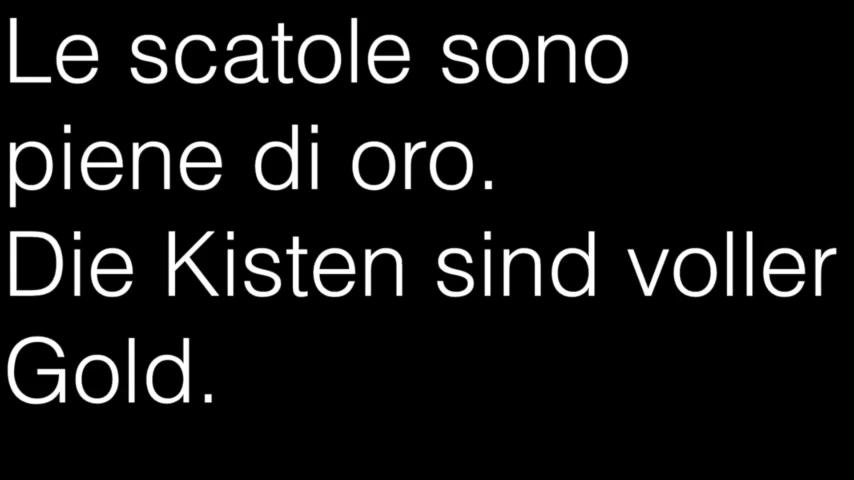 Le scatole sono
piene di oro.
Die Kisten sind voller
Gold.